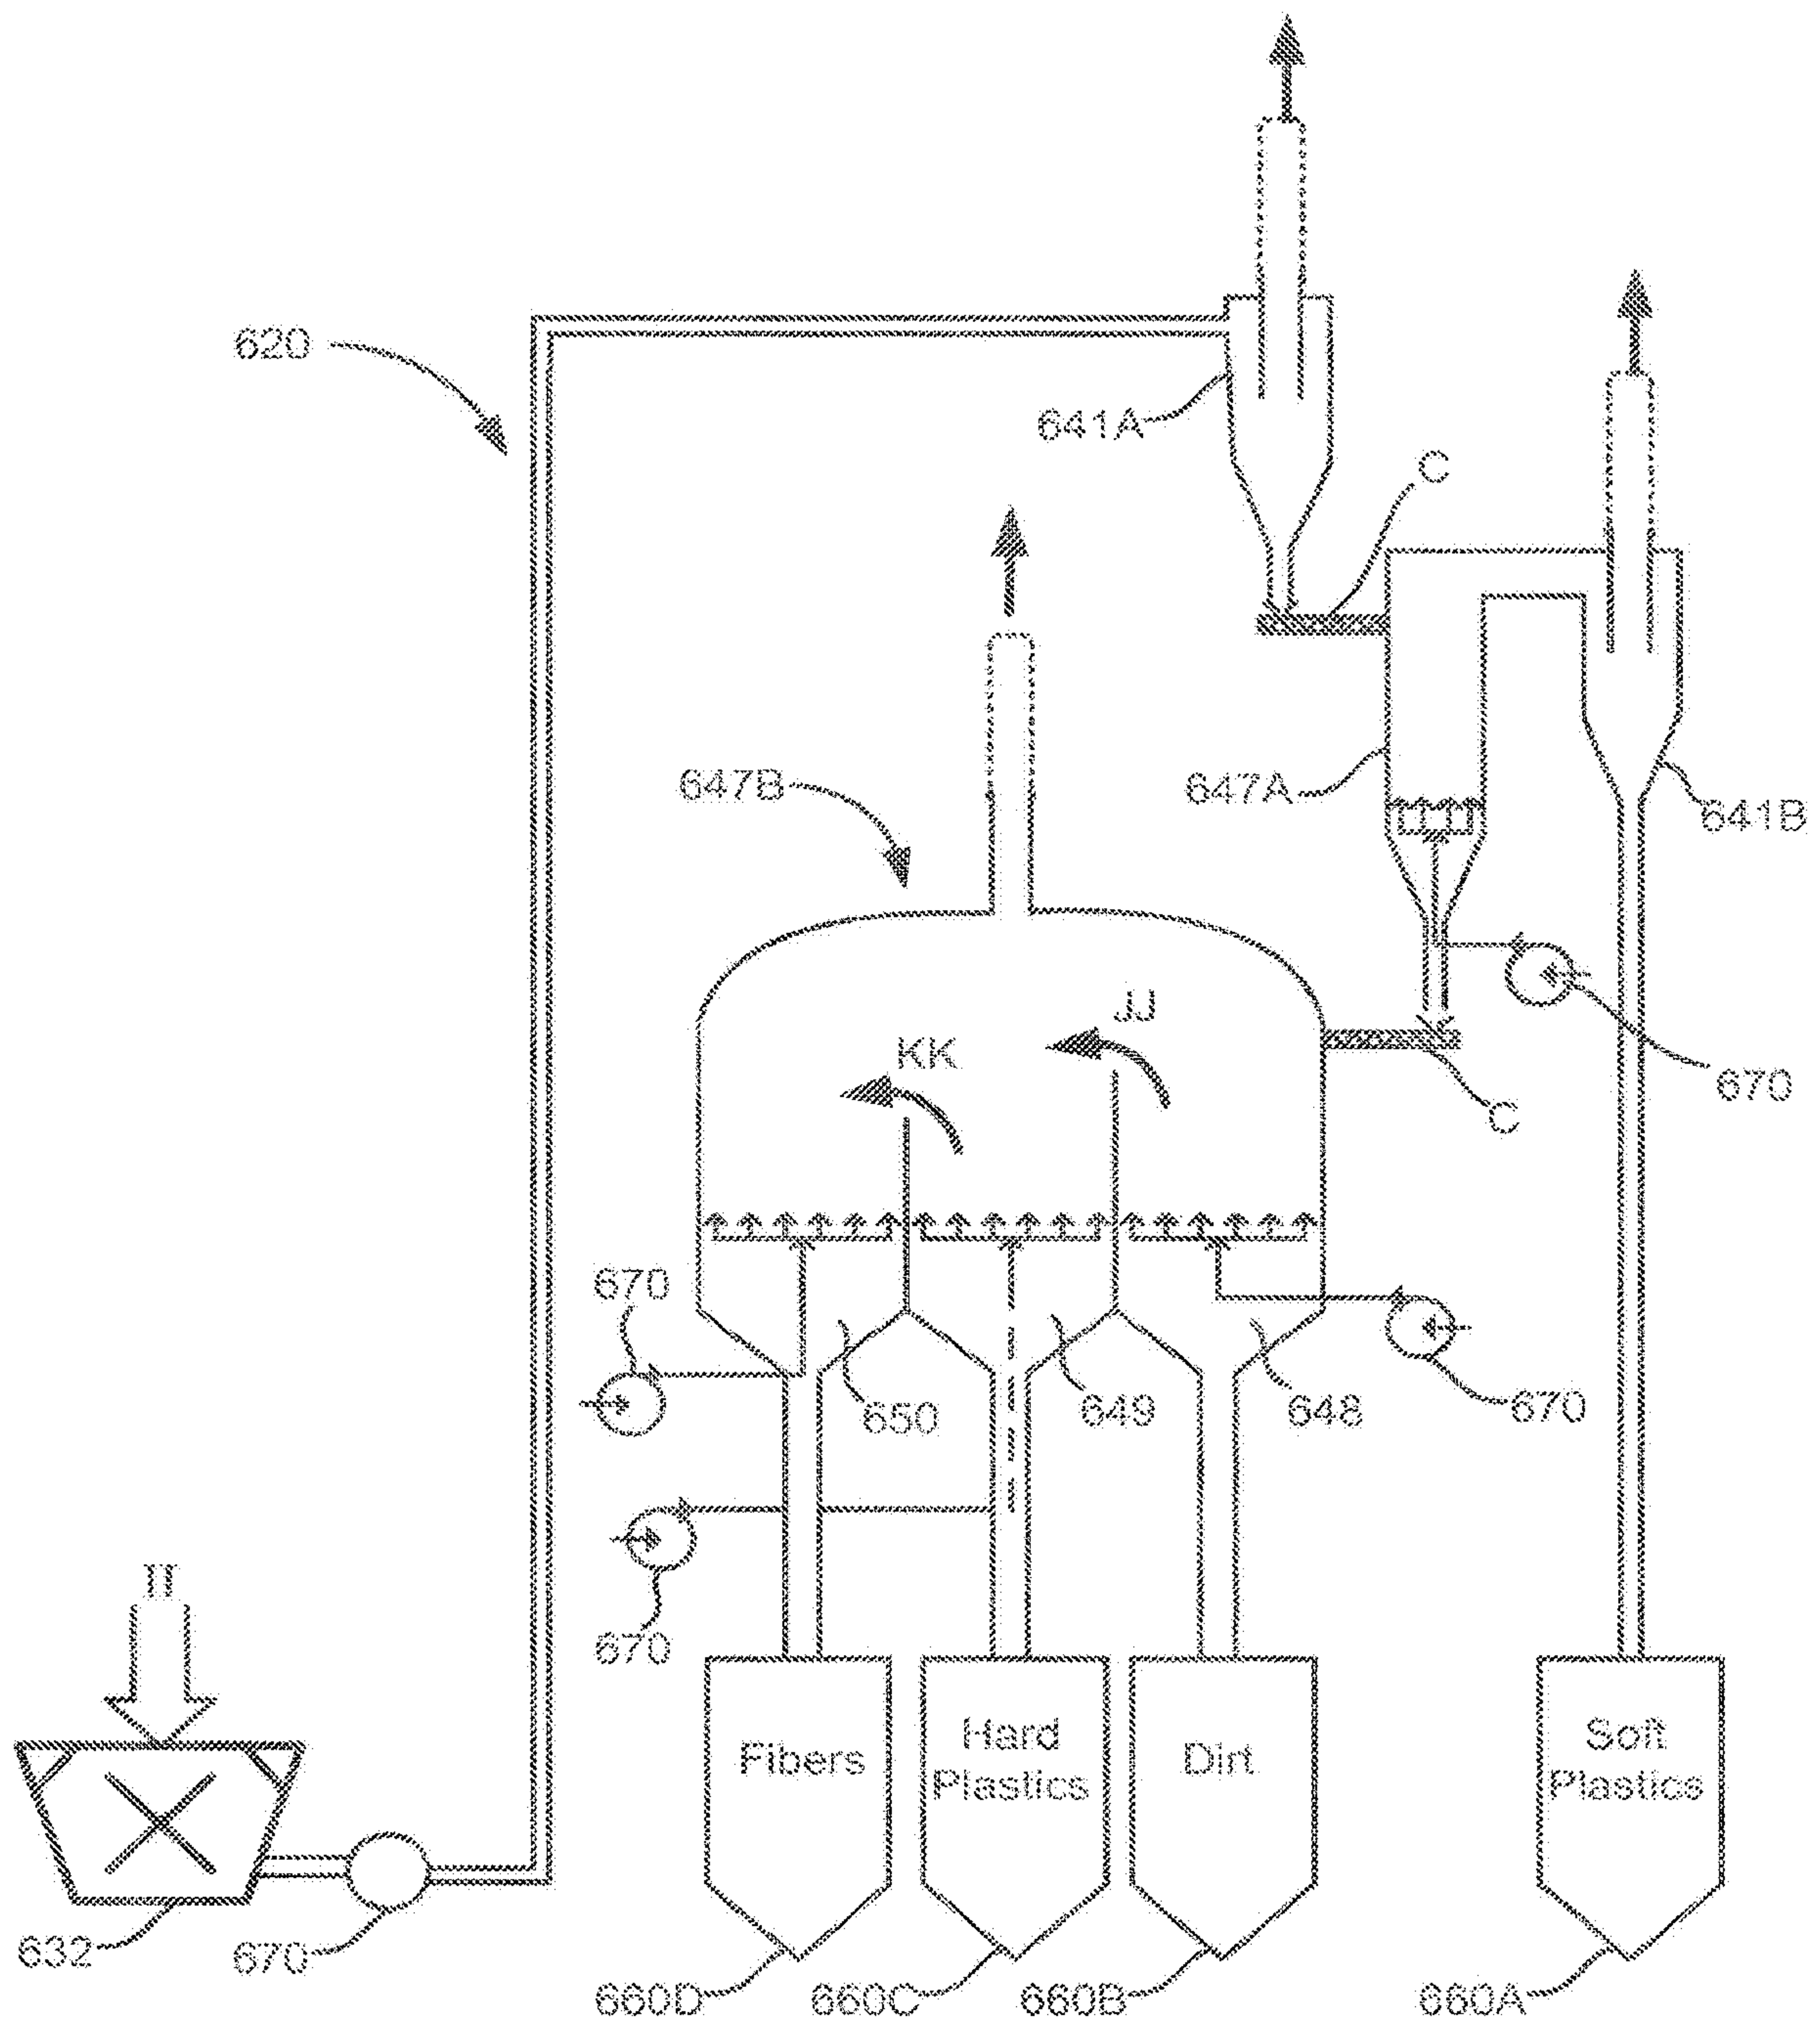 620
641A
C
647B
647A
641B
JJ
KK
670
C
670
650
649
648
670
670
II
Fibers
Hard
Plastics
Dirt
Soft
Plastics
632
670
660D
660C
660B
660A